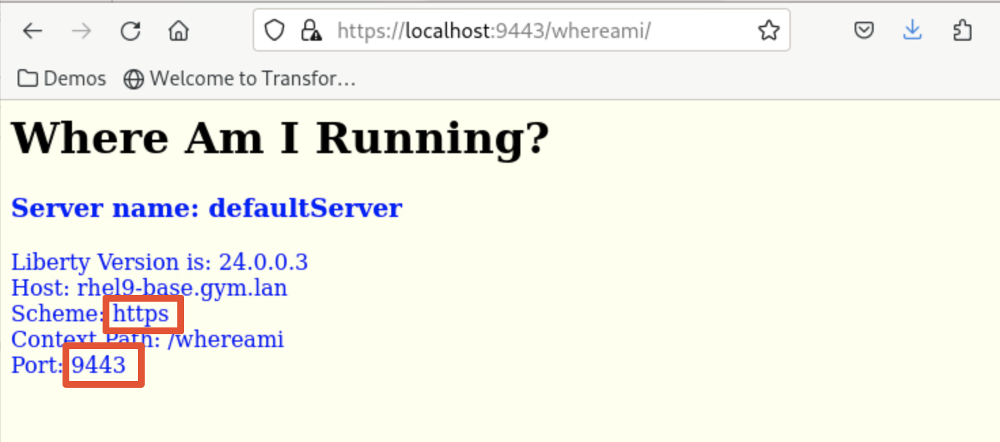 https://localhost:9443/whereami/
Demos Welcome to Transfor...
Where Am I Running?
Server name: defaultServer
Liberty Version is: 24.0.0.3
Host: rhel9-base.gym.lan
Scheme: https
Context Path: /whereami
Port: 9443